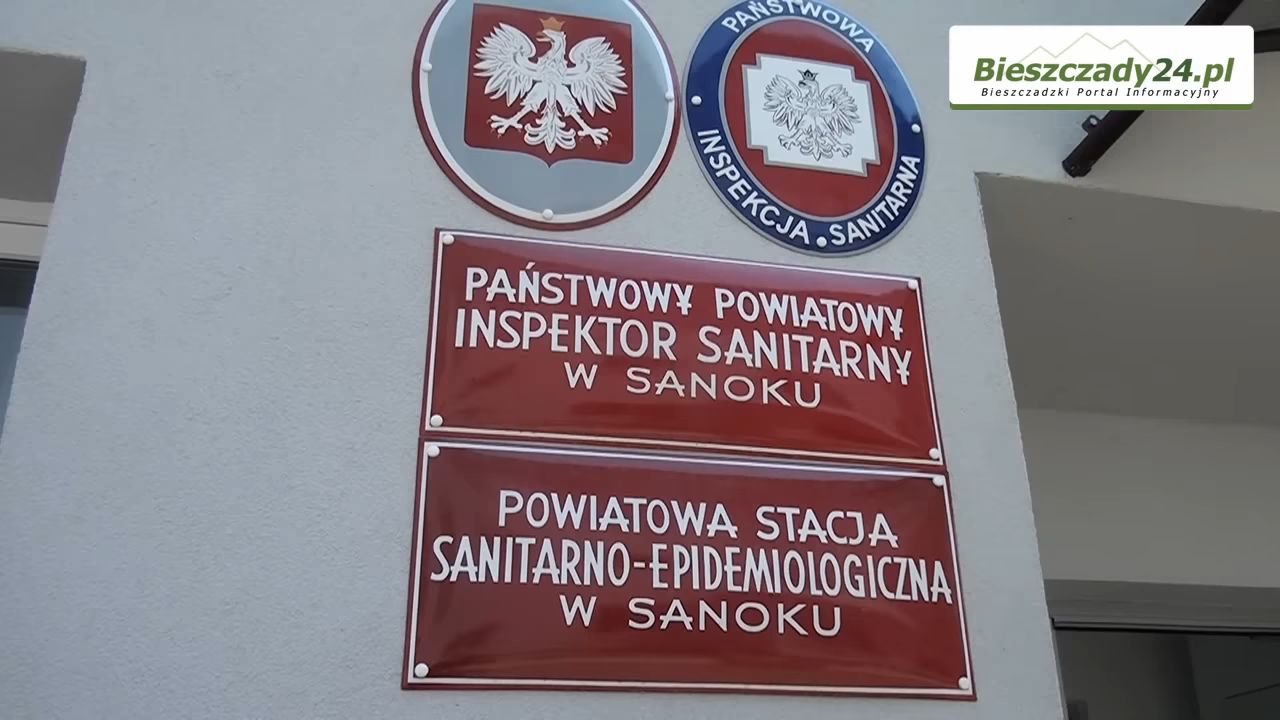 PAŃSTWOWA
INSPEKCJA • SANITARNA
Bieszczady24.pl
Bieszczadzki Portal Informacyjny
PAŃSTWOWY POWIATOWY
INSPEKTOR SANITARNY
W SANOKU
POWIATOWA STACJA
SANITARNO-EPIDEMIOLOGICZNA
W SANOKU